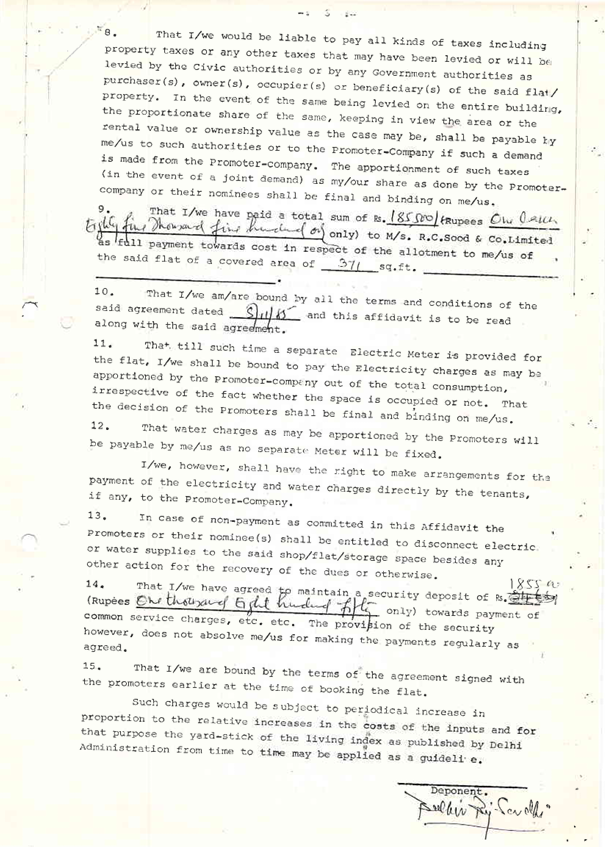 -: 5 :-
8. That I/we would be liable to pay all kinds of taxes including
property taxes or any other taxes that may have been levied or will be
levied by the Civic authorities or by any Government authorities as
purchaser(s), owner(s), occupier(s) or beneficiary(s) of the said flat/
property. In the event of the same being levied on the entire building,
the proportionate share of the same, keeping in view the area or the
rental value or ownership value as the case may be, shall be payable by
me/us to such authorities or to the Promoter-Company if such a demand
is made from the Promoter-company. The apportionment of such taxes
(in the event of a joint demand) as my/our share as done by the Promoter-
company or their nominees shall be final and binding on me/us.
9. That I/we have paid a total sum of Rs. 185500/- (Rupees One
Eighty five thousand five hundred only) to M/s. R.C.Sood & Co.Limited
as full payment towards cost in respect of the allotment to me/us of
the said flat of a covered area of 371 sq.ft.
10. That I/we am/are bound by all the terms and conditions of the
said agreement dated 8/11/85 and this affidavit is to be read
along with the said agreement.
11. That till such time a separate Electric Meter is provided for
the flat, I/we shall be bound to pay the Electricity charges as may be
apportioned by the Promoter-company out of the total consumption,
irrespective of the fact whether the space is occupied or not. That
the decision of the Promoters shall be final and binding on me/us.
12. That water charges as may be apportioned by the Promoters will
be payable by me/us as no separate Meter will be fixed.
I/we, however, shall have the right to make arrangements for the
payment of the electricity and water charges directly by the tenants,
if any, to the Promoter-Company.
13. In case of non-payment as committed in this Affidavit the
Promoters or their nominee(s) shall be entitled to disconnect electric
or water supplies to the said shop/flat/storage space besides any
other action for the recovery of the dues or otherwise.
14. That I/we have agreed to maintain a security deposit of Rs. 1855
(Rupees One thousand Eight hundred fifty only) towards payment of
common service charges, etc. etc. The provision of the security
however, does not absolve me/us for making the payments regularly as
agreed.
15. That I/we are bound by the terms of the agreement signed with
the promoters earlier at the time of booking the flat.
Such charges would be subject to periodical increase in
proportion to the relative increases in the costs of the inputs and for
that purpose the yard-stick of the living index as published by Delhi
Administration from time to time may be applied as a guideli e.
Deponent.